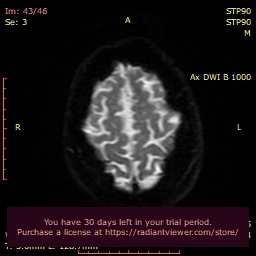 Im: 43/46
STP90
Se: 3
STP90
M
A
Ax DWI B 1000
R
L
You have 30 days left in your trial period.
Purchase a license at https://radiantviewer.com/store/